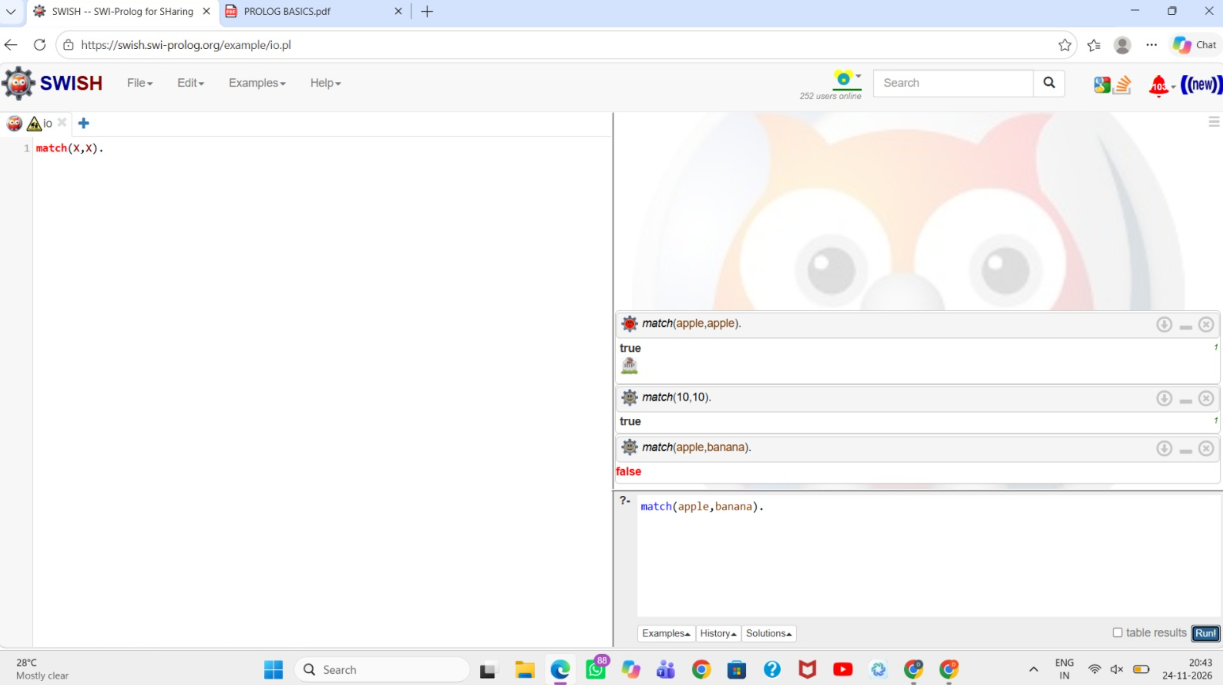 SWISH -- SWI-Prolog for SHaring
PROLOG BASICS.pdf
https://swish.swi-prolog.org/example/io.pl
Chat
SWISH
File
Edit
Examples
Help
252 users online
Search
103
((new))
io
1 match(X,X).
match(apple,apple).
true
1
match(10,10).
true
1
match(apple,banana).
false
?- match(apple,banana).
Examples
History
Solutions
table results
Run!
28°C
Mostly clear
Search
88
ENG
IN
20:43
24-11-2026